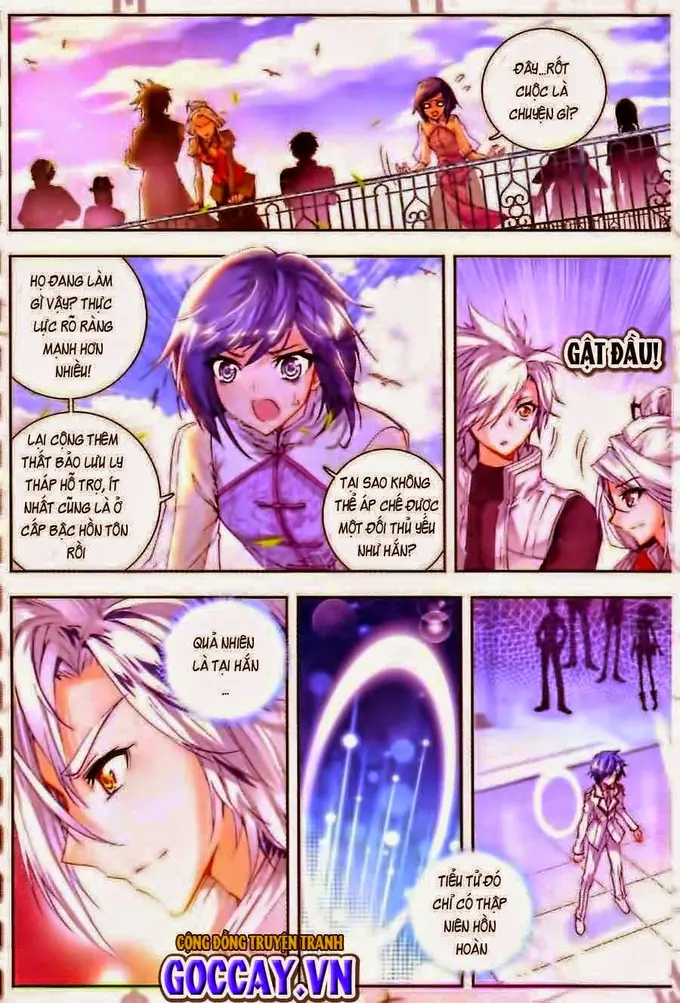 ĐÂY...RỐT
CUỘC LÀ
CHUYỆN GÌ?
HỌ ĐANG LÀM
GÌ VẬY? THỰC
LỰC RÕ RÀNG
MẠNH HƠN
NHIỀU!
LẠI CỘNG THÊM
THẤT BẢO LƯU LY
THÁP HỖ TRỢ, ÍT
NHẤT CŨNG LÀ Ở
CẤP BẬC HỒN TÔN
RỒI
TẠI SAO KHÔNG
THỂ ÁP CHẾ ĐƯỢC
MỘT ĐỐI THỦ YẾU
NHƯ HẮN?
GẬT ĐẦU!
QUẢ NHIÊN
LÀ TẠI HẮN
...
TIỂU TỬ ĐÓ
CHỈ CÓ THẬP
NIÊN HỒN
HOÀN
CỘNG ĐỒNG TRUYỆN TRANH
GOCCAY.VN